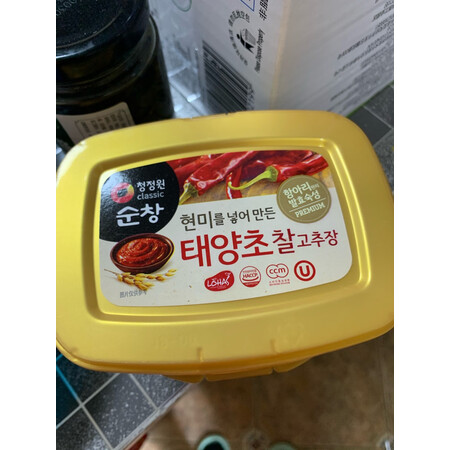 청정원
classic
순창
현미를 넣어 만든
태양초 찰고추장
항아리
발효숙성
PREMIUM
LOHAS
HACCP
ccm
U